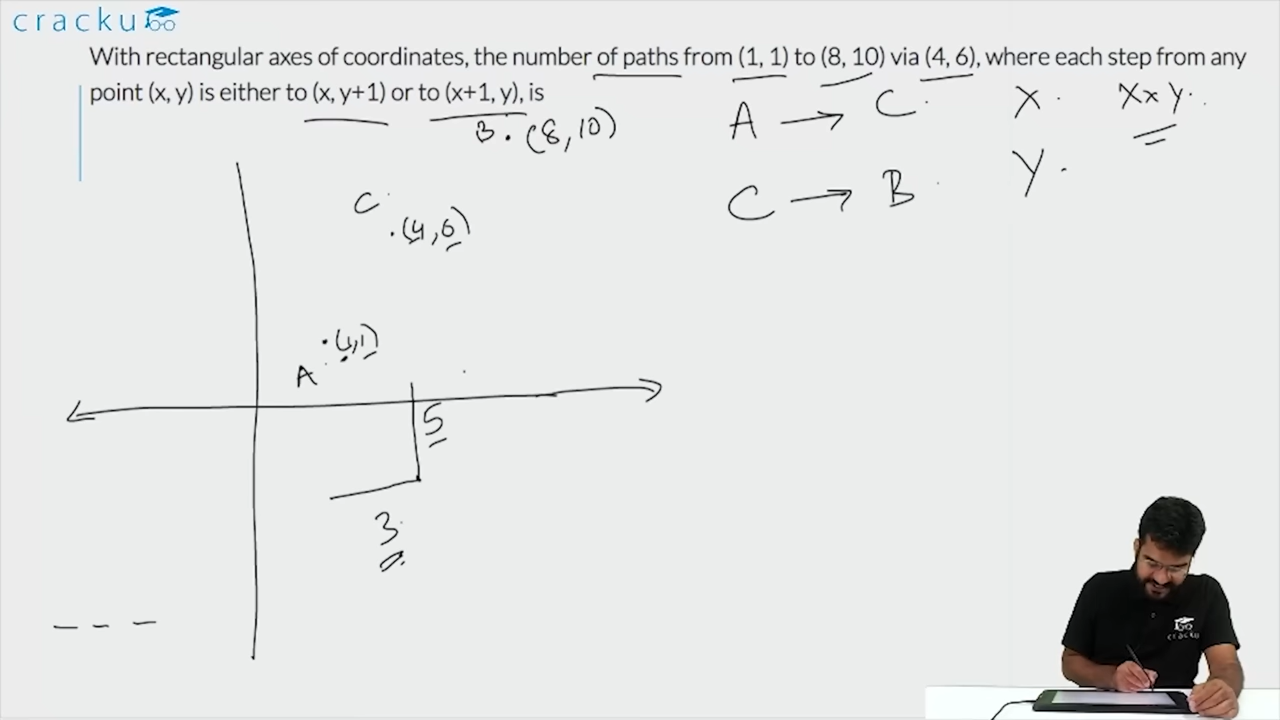 cracku
With rectangular axes of coordinates, the number of paths from (1, 1) to (8, 10) via (4, 6), where each step from any
point (x, y) is either to (x, y+1) or to (x+1, y), is
A → C X X x Y
B (8,10)
C → B Y
C
(4,6)
(1,1)
A
5
3
cracku